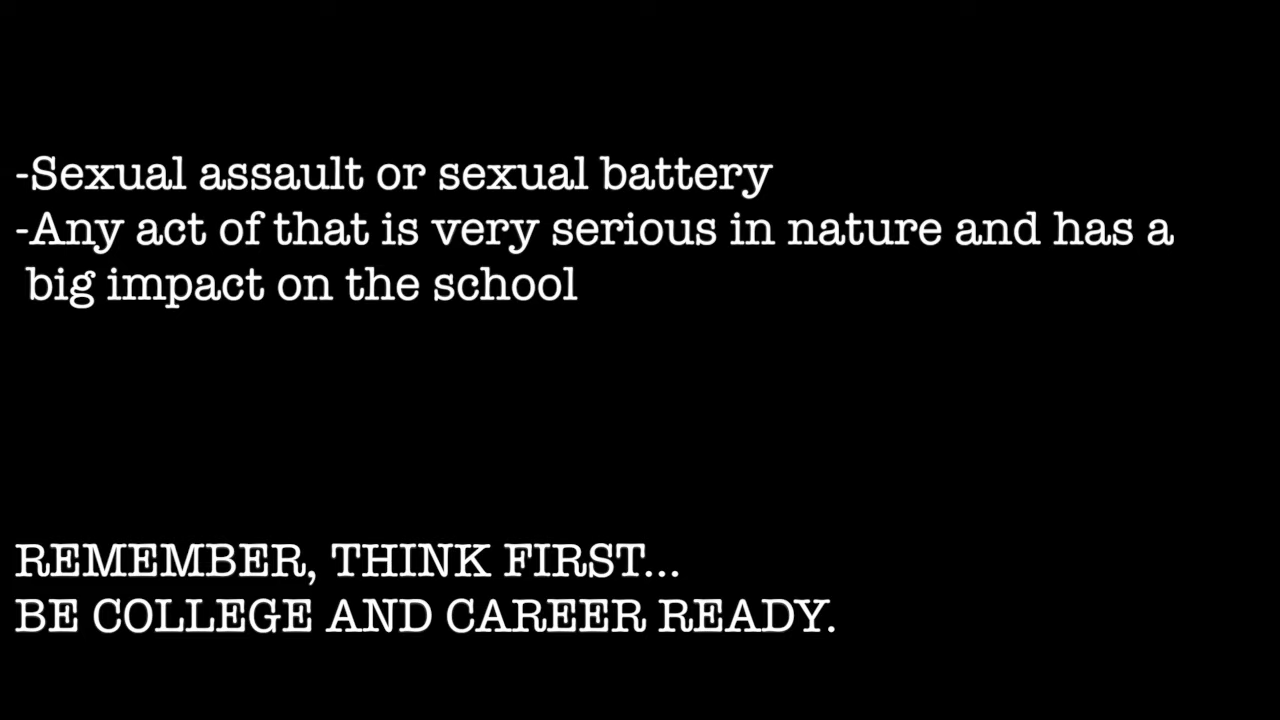 -Sexual assault or sexual battery
-Any act of that is very serious in nature and has a
big impact on the school
REMEMBER, THINK FIRST...
BE COLLEGE AND CAREER READY.